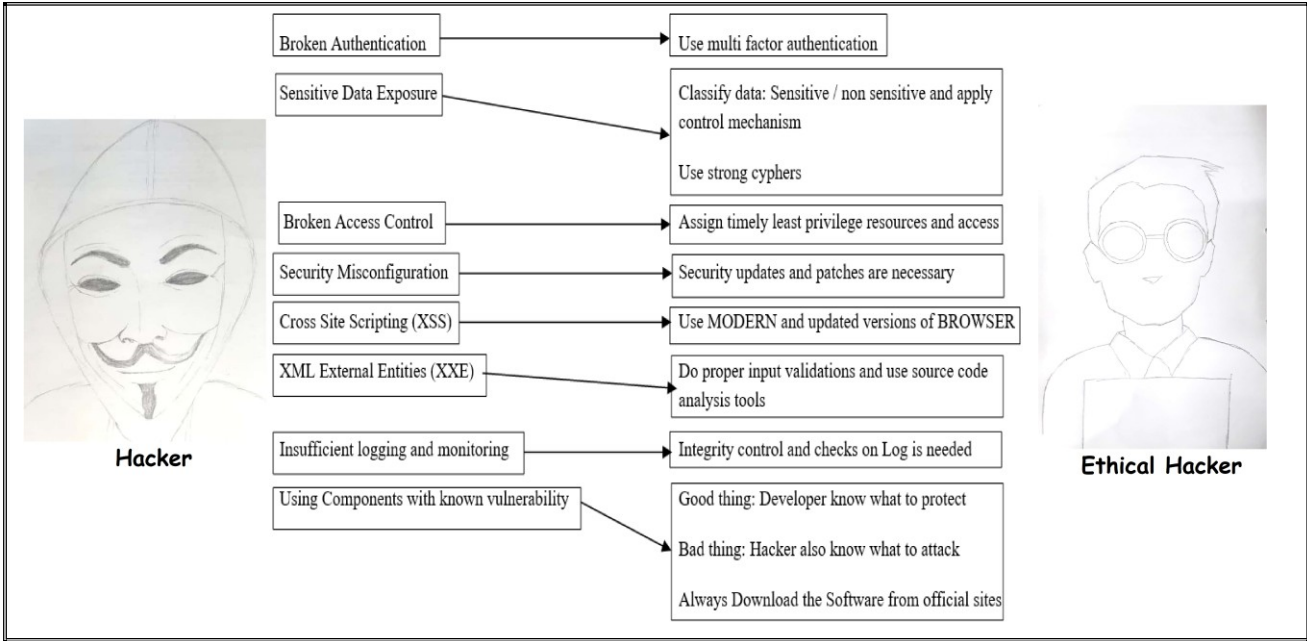 Broken Authentication
Use multi factor authentication
Sensitive Data Exposure
Classify data: Sensitive / non sensitive and apply
control mechanism
Use strong cyphers
Broken Access Control
Assign timely least privilege resources and access
Security Misconfiguration
Security updates and patches are necessary
Cross Site Scripting (XSS)
Use MODERN and updated versions of BROWSER
XML External Entities (XXE)
Do proper input validations and use source code
analysis tools
Insufficient logging and monitoring
Integrity control and checks on Log is needed
Using Components with known vulnerability
Good thing: Developer know what to protect
Bad thing: Hacker also know what to attack
Always Download the Software from official sites
Hacker
Ethical Hacker